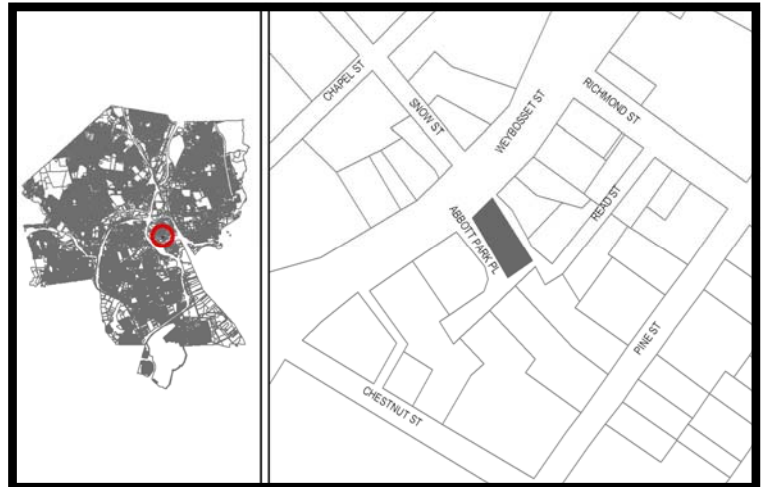 CHAPEL ST
SNOW ST
WEYBOSSET ST
RICHMOND ST
ABBOTT PARK PL
READ ST
PINE ST
CHESTNUT ST